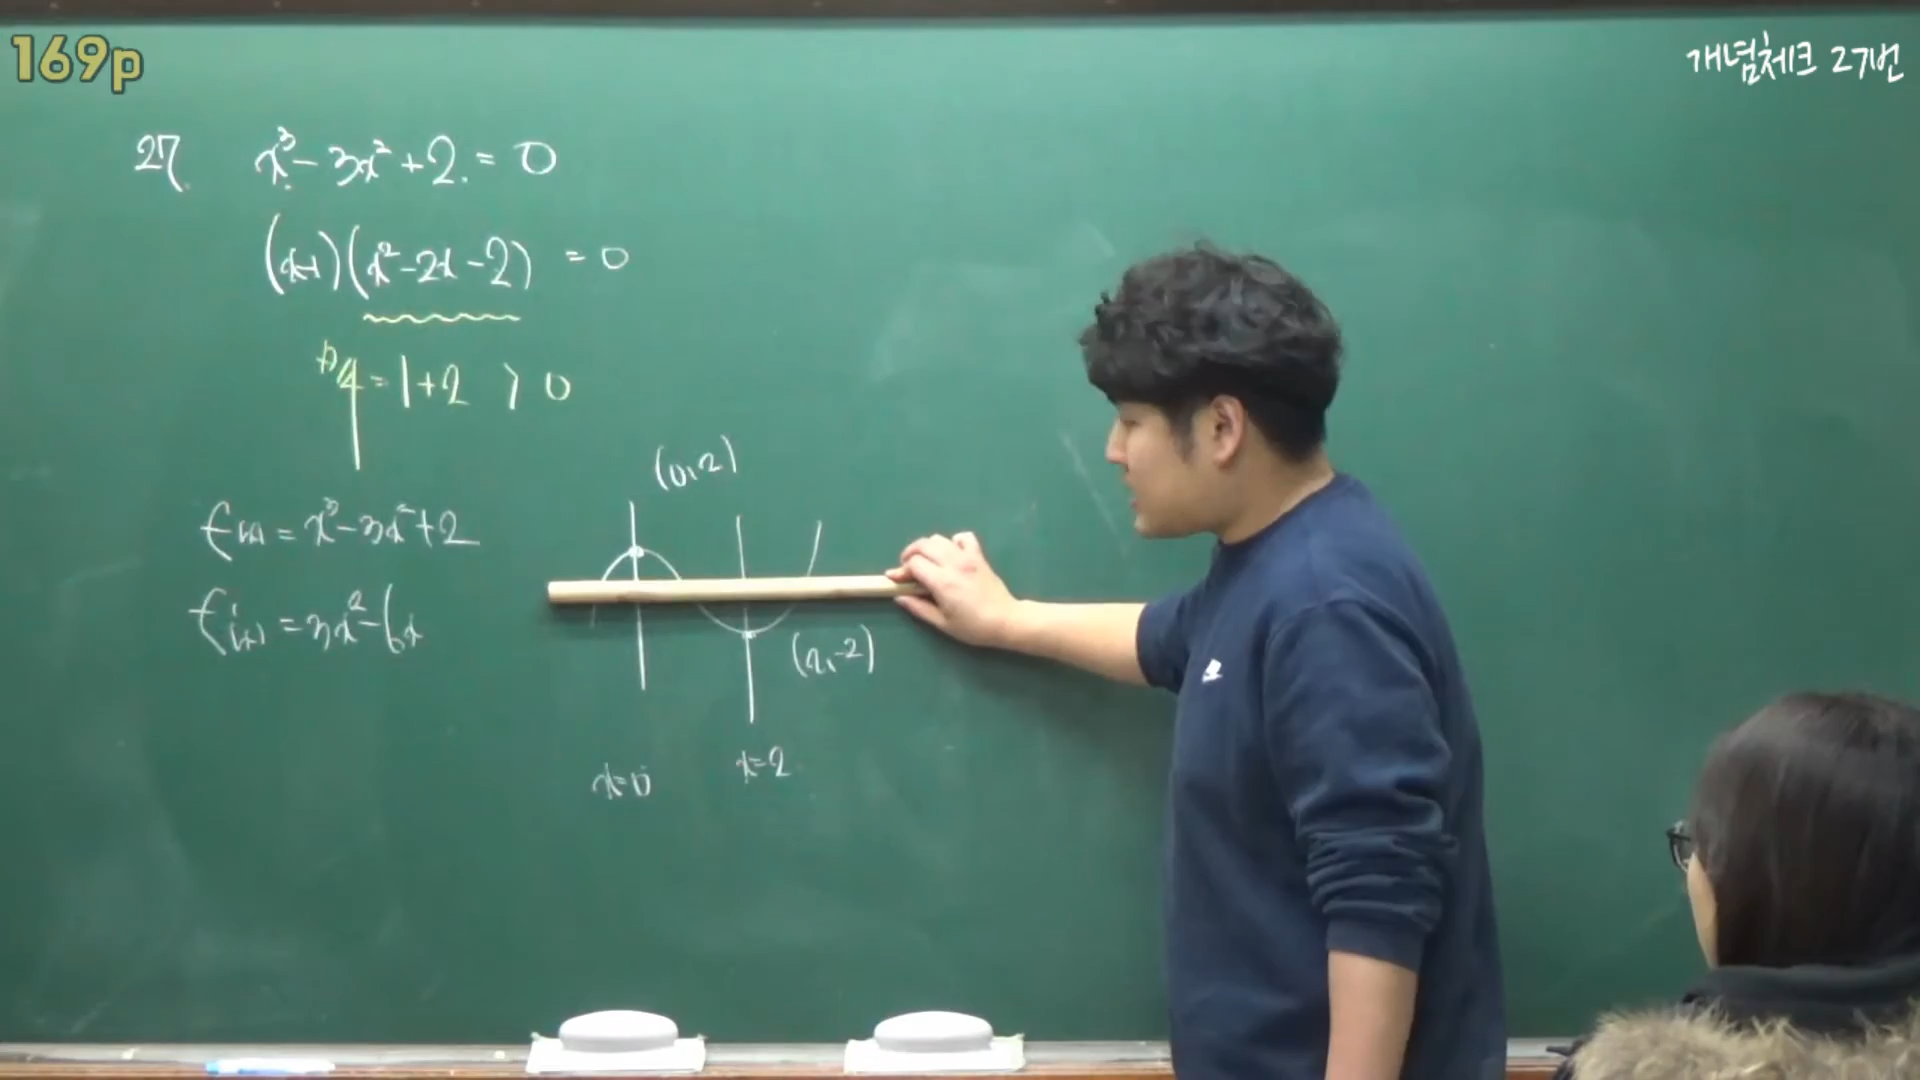 169p
개념체크 27번
27. x³-3x²+2=0
(x-1)(x²-2x-2)=0
D/4=1+2>0
(0,2)
f(x)=x³-3x²+2
f'(x)=3x²-6x
(2,-2)
x=0
x=2